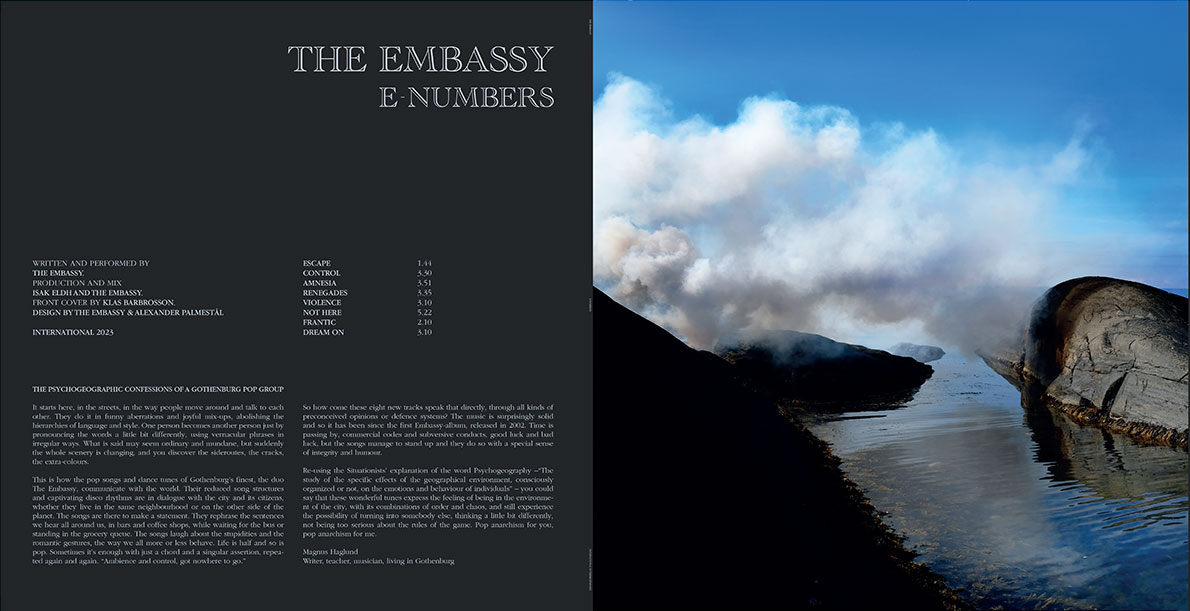 THE EMBASSY
E-NUMBERS
WRITTEN AND PERFORMED BY
THE EMBASSY.
PRODUCTION AND MIX
ISAK ELDH AND THE EMBASSY.
FRONT COVER BY KLAS BARBROSSON.
DESIGN BY THE EMBASSY & ALEXANDER PALMESTÅL
INTERNATIONAL 2023
ESCAPE 1.44
CONTROL 3.30
AMNESIA 3.51
RENEGADES 3.35
VIOLENCE 3.10
NOT HERE 5.22
FRANTIC 2.10
DREAM ON 3.10
THE PSYCHOGEOGRAPHIC CONFESSIONS OF A GOTHENBURG POP GROUP
It starts here, in the streets, in the way people move around and talk to each
other. They do it in funny aberrations and joyful mix-ups, abolishing the
hierarchies of language and style. One person becomes another person just by
pronouncing the words a little bit differently, using vernacular phrases in
irregular ways. What is said may seem ordinary and mundane, but suddenly
the whole scenery is changing, and you discover the sideroutes, the cracks,
the extra-colours.
This is how the pop songs and dance tunes of Gothenburg's finest, the duo
The Embassy, communicate with the world. Their reduced song structures
and captivating disco rhythms are in dialogue with the city and its citizens,
whether they live in the same neighbourhood or on the other side of the
planet. The songs are there to make a statement. They rephrase the sentences
we hear all around us, in bars and coffee shops, while waiting for the bus or
standing in the grocery queue. The songs laugh about the stupidities and the
romantic gestures, the way we all more or less behave. Life is half and so is
pop. Sometimes it's enough with just a chord and a singular assertion, repea-
ted again and again. "Ambience and control, got nowhere to go."
So how come these eight new tracks speak that directly, through all kinds of
preconceived opinions or defence systems? The music is surprisingly solid
and so it has been since the first Embassy-album, released in 2002. Time is
passing by, commercial codes and subversive conducts, good luck and bad
luck, but the songs manage to stand up and they do so with a special sense
of integrity and humour.
Re-using the Situationists' explanation of the word Psychogeography –"The
study of the specific effects of the geographical environment, consciously
organized or not, on the emotions and behaviour of individuals" – you could
say that these wonderful tunes express the feeling of being in the environme-
nt of the city, with its combinations of order and chaos, and still experience
the possibility of turning into somebody else, thinking a little bit differently,
not being too serious about the rules of the game. Pop anarchism for you,
pop anarchism for me.
Magnus Haglund
Writer, teacher, musician, living in Gothenburg